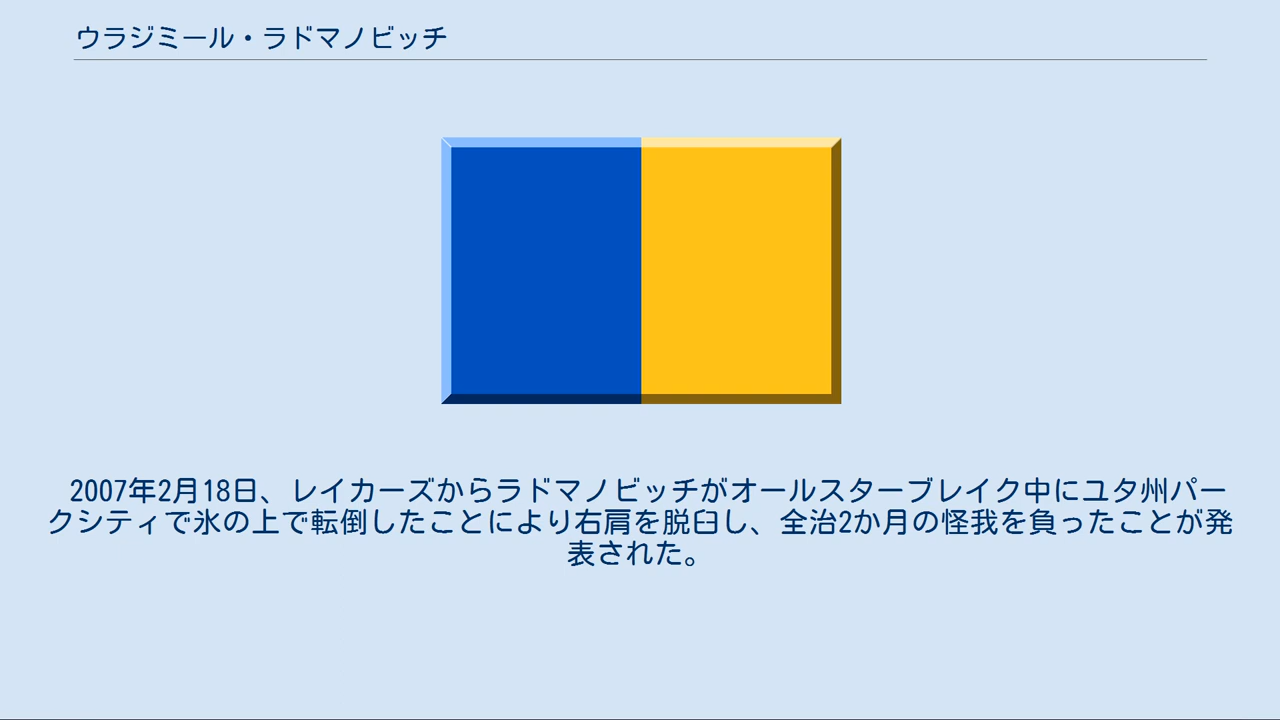 ウラジミール・ラドマノビッチ
2007年2月18日、レイカーズからラドマノビッチがオールスターブレイク中にユタ州パー
クシティで氷の上で転倒したことにより右肩を脱臼し、全治2か月の怪我を負ったことが発
表された。